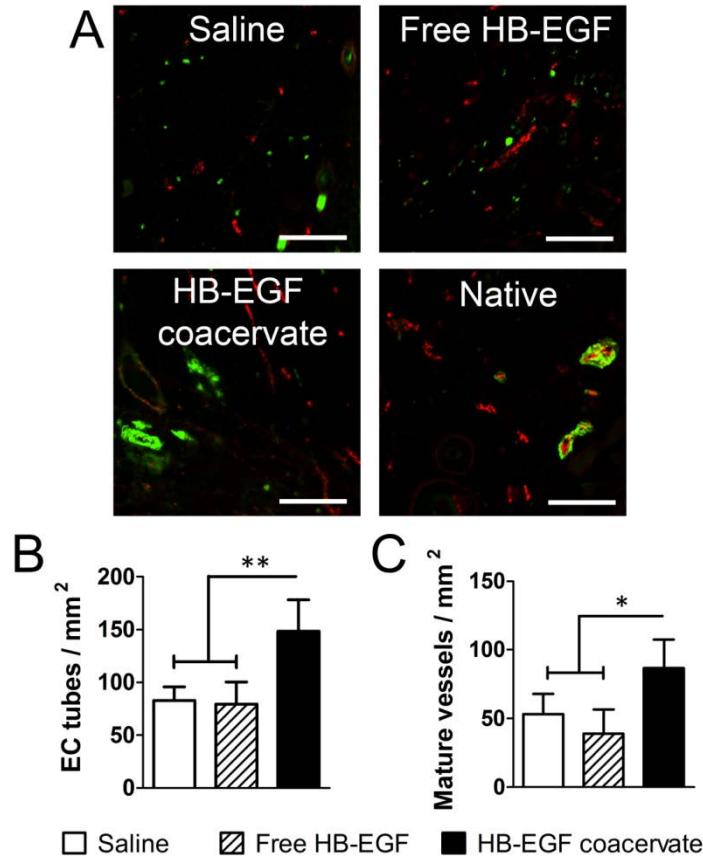 A
Saline
Free HB-EGF
HB-EGF
coacervate
Native
B
EC tubes / mm²
200
150
100
50
0
**
C
Mature vessels / mm²
150
100
50
0
*
Saline
Free HB-EGF
HB-EGF coacervate